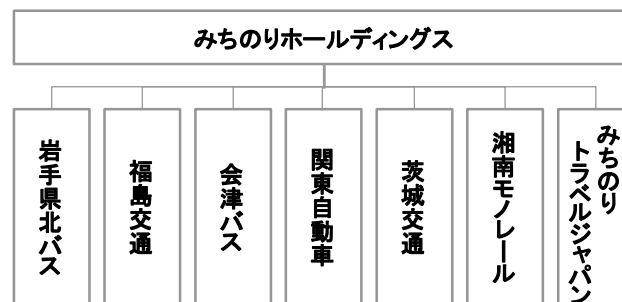 みちのりホールディングス
岩手県北バス
福島交通
会津バス
関東自動車
茨城交通
湘南モノレール
みちのり
トラベルジャパン